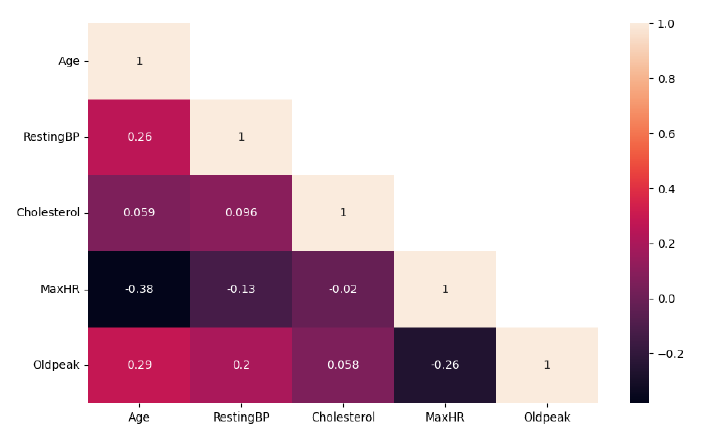 1.0
Age 1
0.8
RestingBP 0.26 1
0.6
0.4
Cholesterol 0.059 0.096 1
0.2
MaxHR -0.38 -0.13 -0.02 1
0.0
-0.2
Oldpeak 0.29 0.2 0.058 -0.26 1
Age RestingBP Cholesterol MaxHR Oldpeak